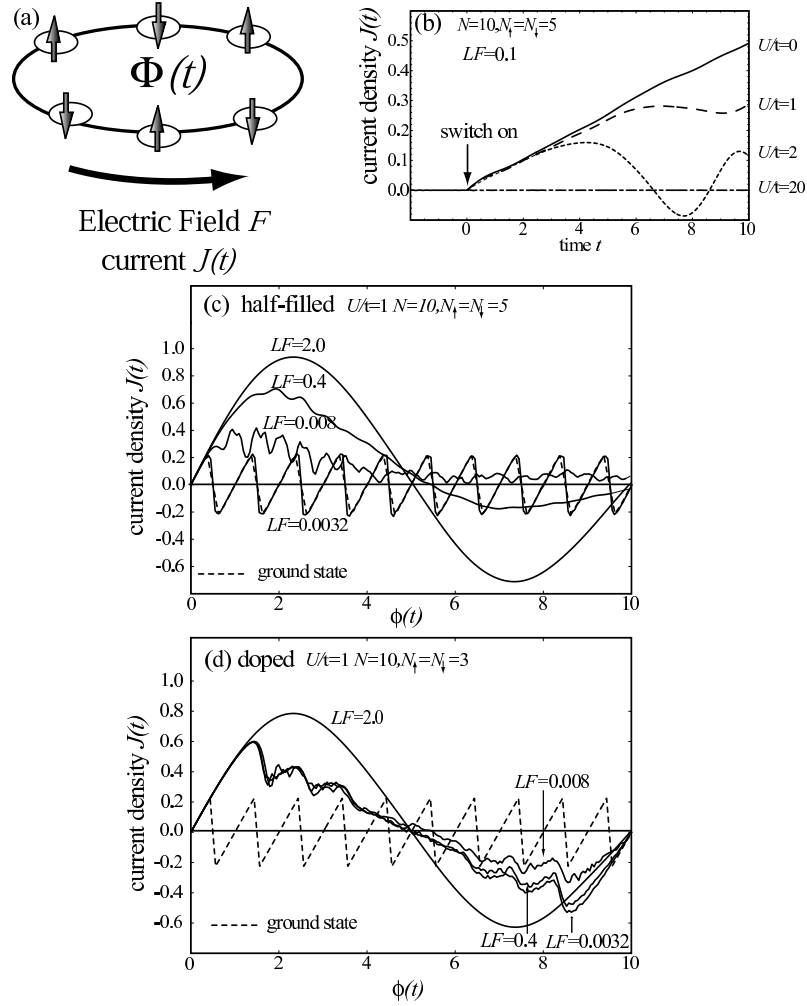 (a)
Φ(t)
Electric Field F
current J(t)
(b)
N=10,N↑=N↓=5
LF=0.1
current density J(t)
0.5
0.4
0.3
0.2
0.1
0.0
switch on
U/t=0
U/t=1
U/t=2
U/t=20
0 2 4 6 8 10
time t
(c) half-filled U/t=1 N=10,N↑=N↓=5
current density J(t)
1.0
0.8
0.6
0.4
0.2
0.0
-0.2
-0.4
-0.6
LF=2.0
LF=0.4
LF=0.008
LF=0.0032
ground state
0 2 4 6 8 10
ϕ(t)
(d) doped U/t=1 N=10,N↑=N↓=3
current density J(t)
1.0
0.8
0.6
0.4
0.2
0.0
-0.2
-0.4
-0.6
LF=2.0
LF=0.008
LF=0.4 LF=0.0032
ground state
0 2 4 6 8 10
ϕ(t)